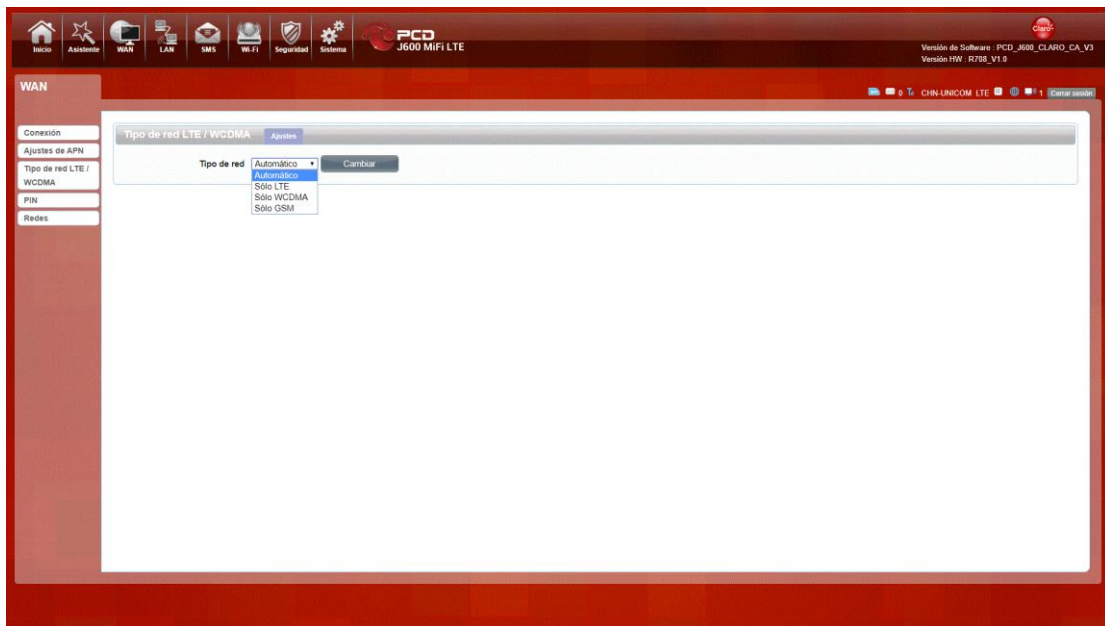 Inicio Asistente WAN LAN SMS Wi-Fi Seguridad Sistema
PCD
J600 MiFi LTE
Claro
Versión de Software : PCD_J600_CLARO_CA_V3
Versión HW : R708_V1.0
WAN
0 CHN-UNICOM LTE 1 Cerrar sesión
Conexión
Ajustes de APN
Tipo de red LTE /
WCDMA
PIN
Redes
Tipo de red LTE / WCDMA Ajustes
Tipo de red Automático Cambiar
Automático
Sólo LTE
Sólo WCDMA
Sólo GSM